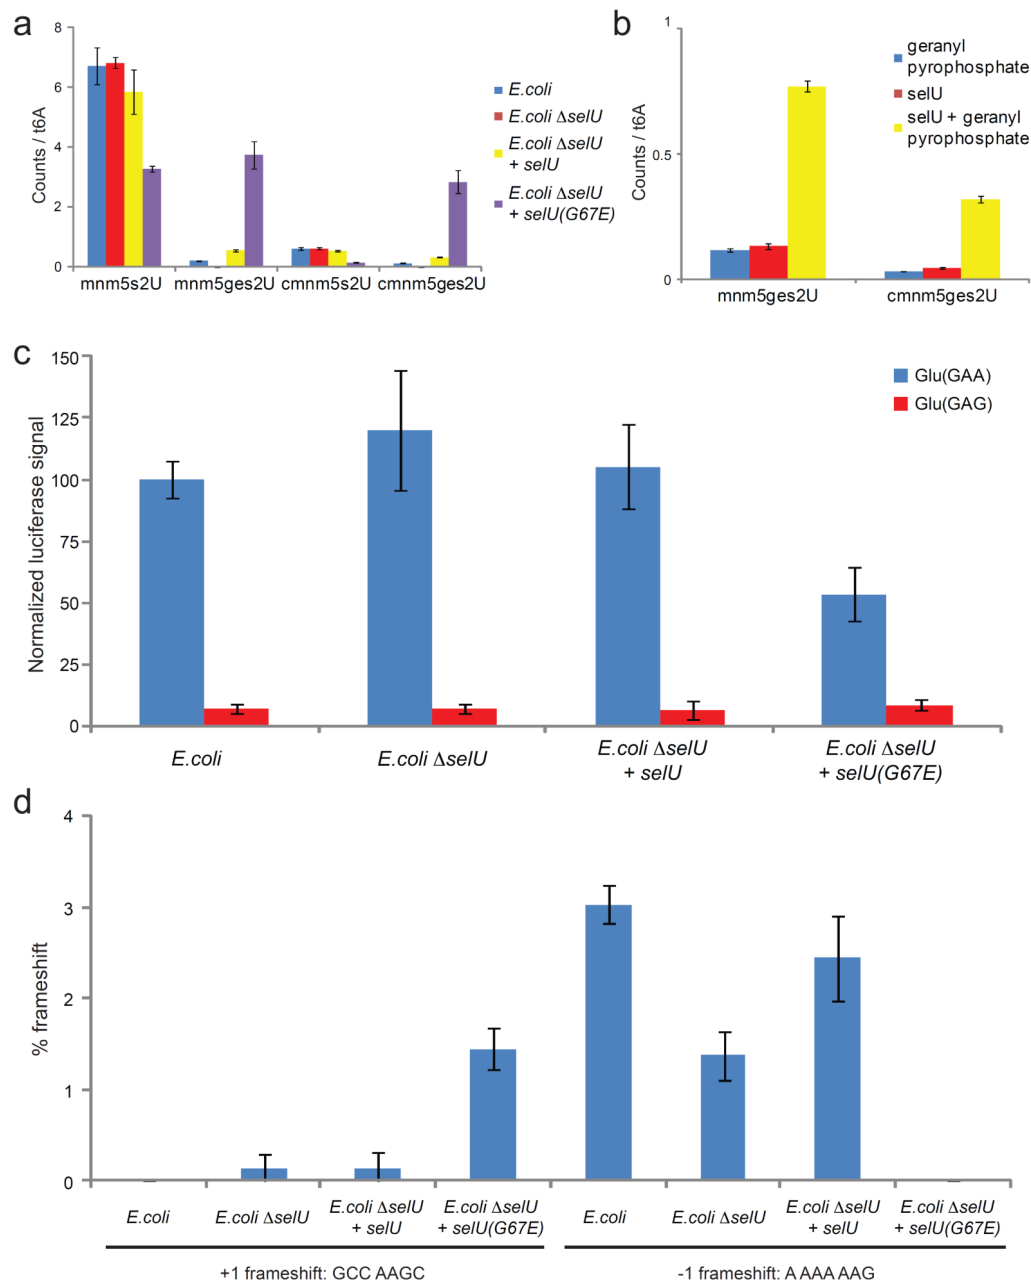 a
8
6
4
2
0
Counts / t6A
mnm5s2U
mnm5ges2U
cmnm5s2U
cmnm5ges2U
E.coli
E.coli ΔselU
E.coli ΔselU
+ selU
E.coli ΔselU
+ selU(G67E)
b
1
0.5
0
Counts / t6A
mnm5ges2U
cmnm5ges2U
geranyl
pyrophosphate
selU
selU + geranyl
pyrophosphate
c
150
125
100
75
50
25
0
Normalized luciferase signal
Glu(GAA)
Glu(GAG)
E.coli
E.coli ΔselU
E.coli ΔselU
+ selU
E.coli ΔselU
+ selU(G67E)
d
4
3
2
1
0
% frameshift
E.coli
E.coli ΔselU
E.coli ΔselU
+ selU
E.coli ΔselU
+ selU(G67E)
E.coli
E.coli ΔselU
E.coli ΔselU
+ selU
E.coli ΔselU
+ selU(G67E)
+1 frameshift: GCC AAGC
-1 frameshift: A AAA AAG